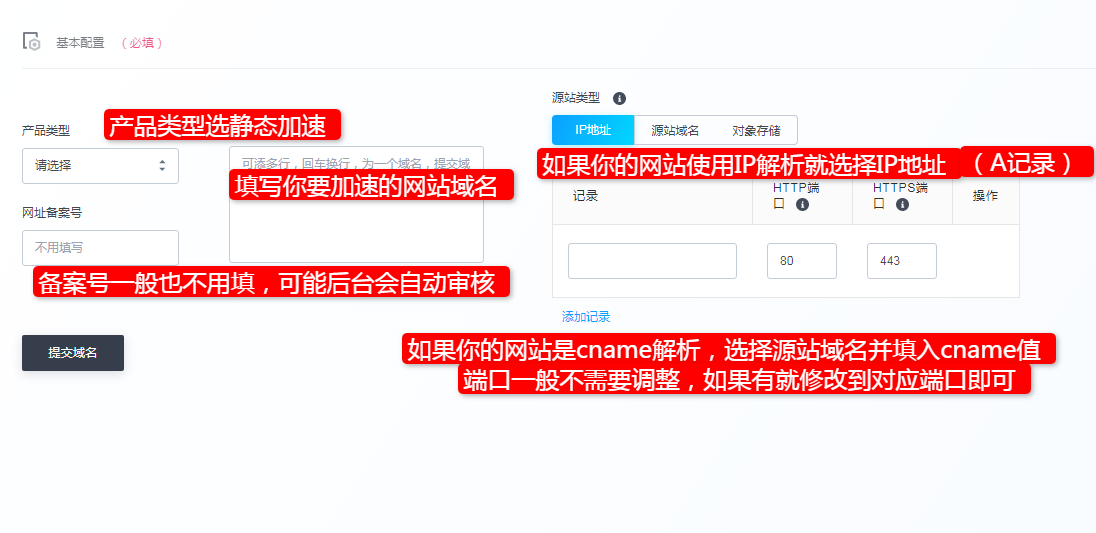 基本配置 （必填）
源站类型
产品类型
产品类型选静态加速
IP地址 源站域名 对象存储
请选择
可添多行，回车换行，为一个域名，提交域
如果你的网站使用IP解析就选择IP地址 （A记录）
填写你要加速的网站域名
记录
HTTP端口
HTTPS端口
操作
网址备案号
不用填写
80
443
备案号一般也不用填，可能后台会自动审核
添加记录
提交域名
如果你的网站是cname解析，选择源站域名并填入cname值
端口一般不需要调整，如果有就修改到对应端口即可